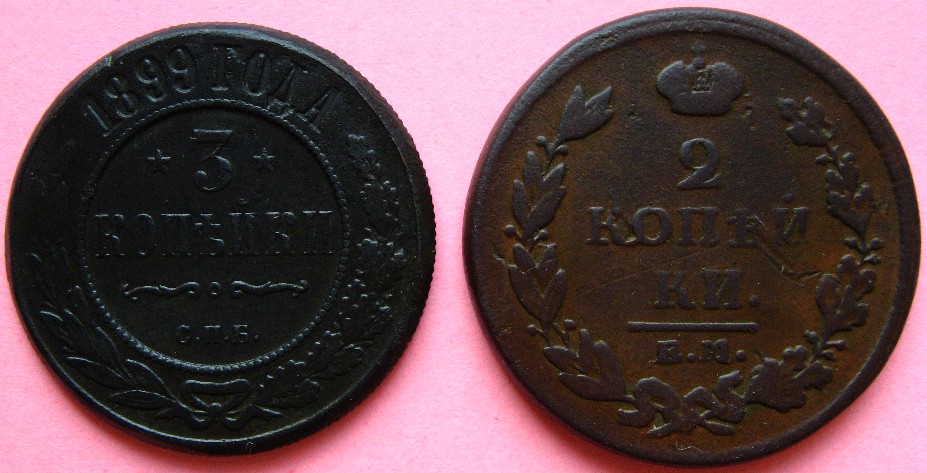 1899 ГОДА
3
КОПѢЙКИ
С.П.Б.
2
КОПѢЙ
КИ.
Е.М.